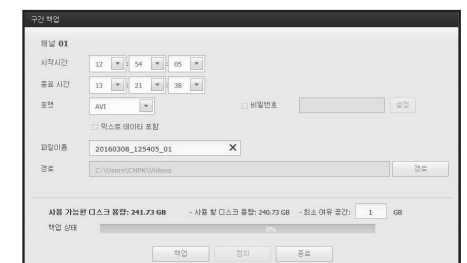 구간 백업
채널 01
시작시간 12 : 54 : 05
종료 시간 13 : 21 : 38
포맷 AVI 비밀번호 설정
텍스트 데이터 포함
파일이름 20160308_125405_01 X
경로 C:\Users\CNPK\Videos 경로
사용 가능한 디스크 용량: 241.73 GB - 사용 할 디스크 용량: 240.73 GB - 최소 여유 공간: 1 GB
백업 상태 0%
백업 정지 종료